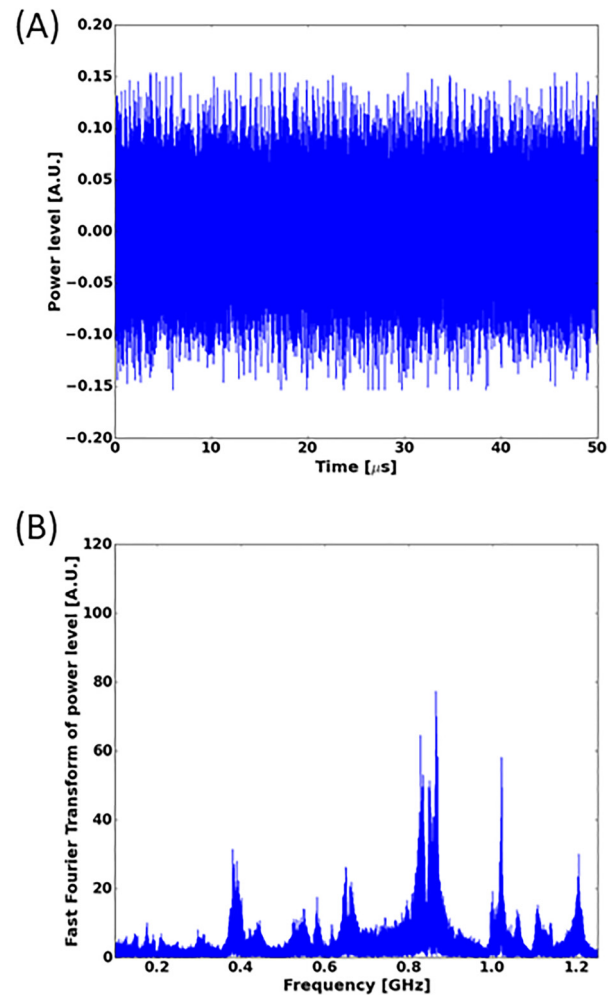 (A)
0.20
0.15
0.10
0.05
0.00
−0.05
−0.10
−0.15
−0.20
Power level [A.U.]
0 10 20 30 40 50
Time [μs]
(B)
120
100
80
60
40
20
0
Fast Fourier Transform of power level [A.U.]
0.2 0.4 0.6 0.8 1.0 1.2
Frequency [GHz]